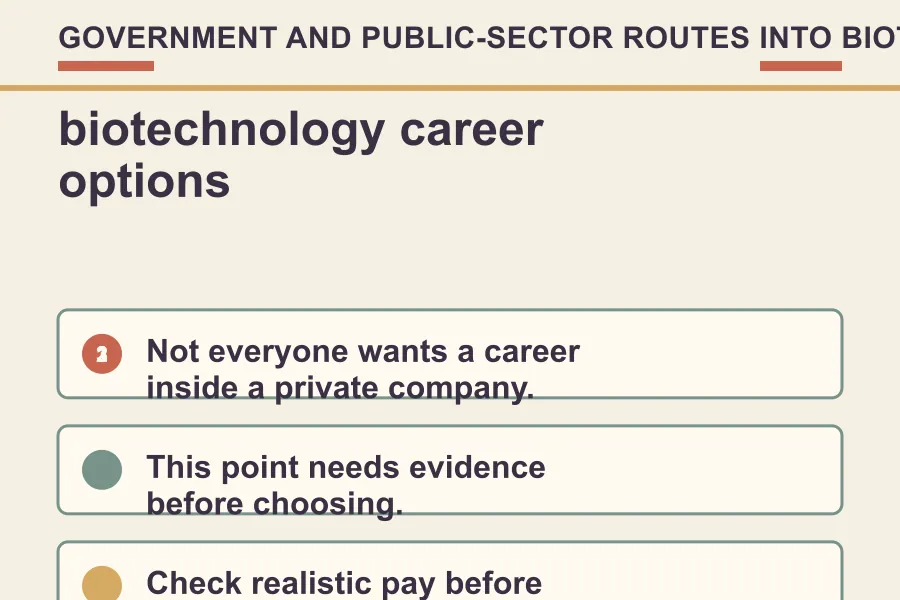 GOVERNMENT AND PUBLIC-SECTOR ROUTES INTO
biotechnology career
options
Not everyone wants a career
inside a private company.
This point needs evidence
before choosing.
Check realistic pay before